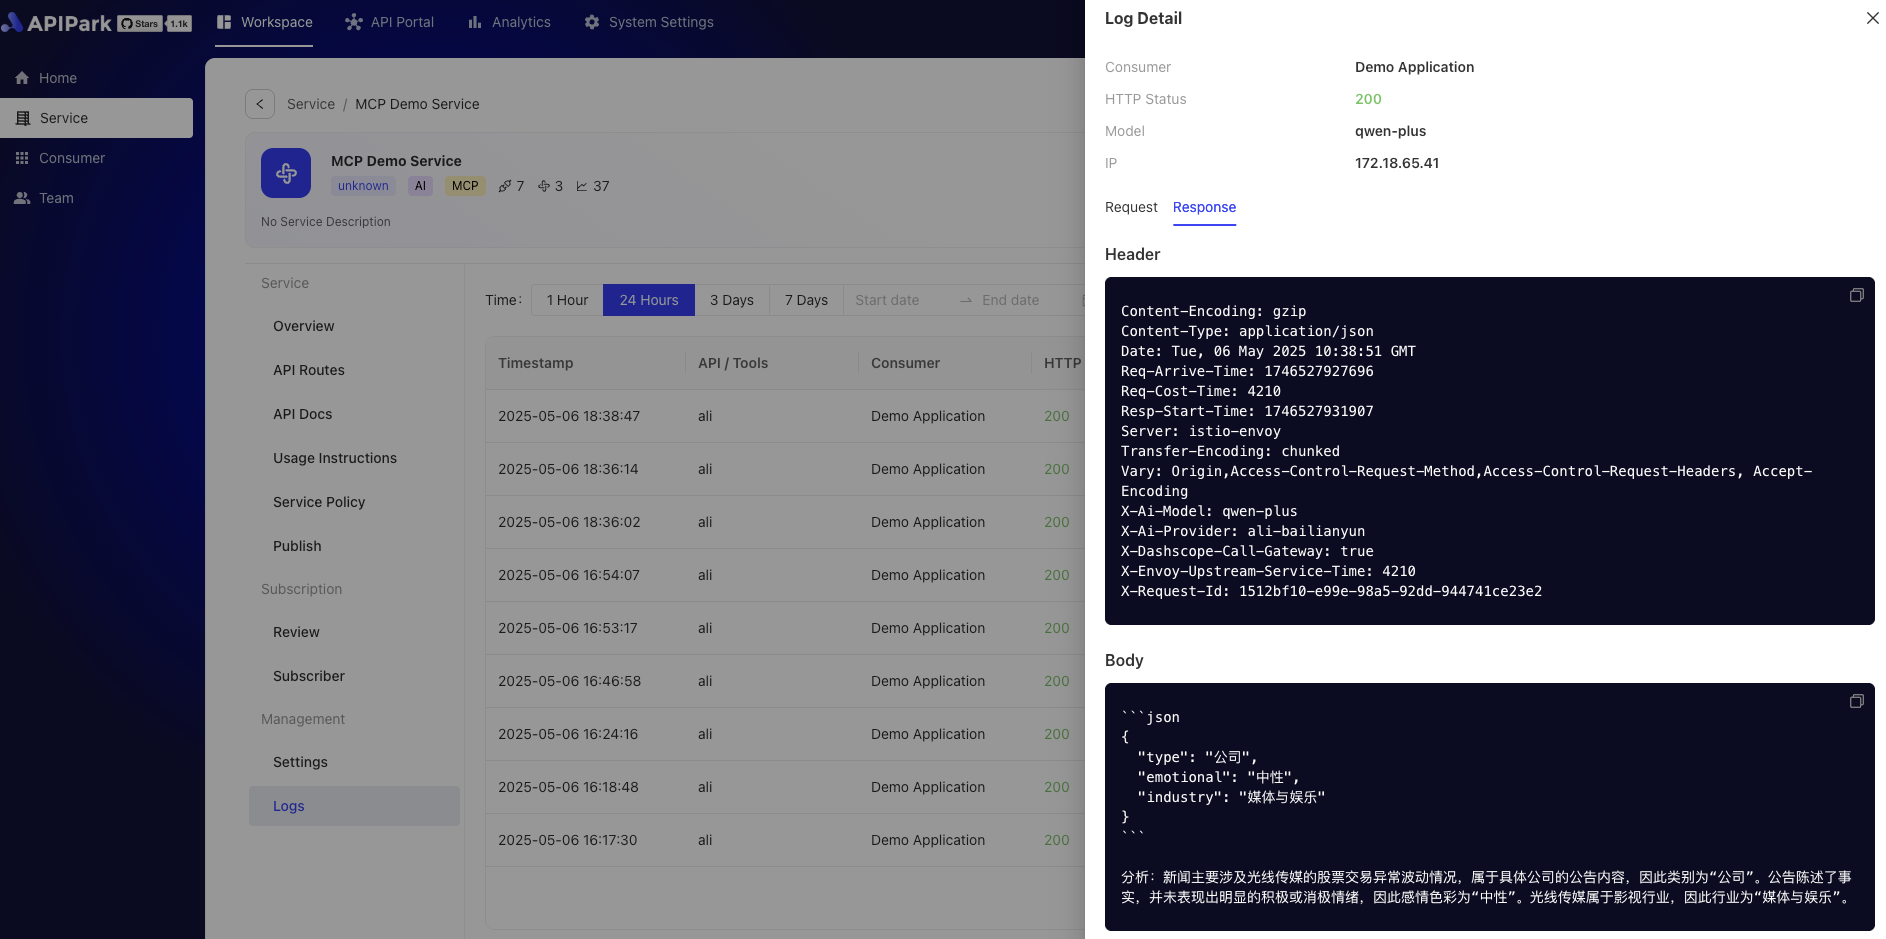 APIPark
Stars 1.1k
Workspace
API Portal
Analytics
System Settings
Home
Service
Consumer
Team
Service / MCP Demo Service
MCP Demo Service
unknown AI MCP 7 3 37
No Service Description
Service
Overview
API Routes
API Docs
Usage Instructions
Service Policy
Publish
Subscription
Review
Subscriber
Management
Settings
Logs
Time: 1 Hour 24 Hours 3 Days 7 Days Start date → End date
Timestamp API / Tools Consumer HTTP
2025-05-06 18:38:47 ali Demo Application 200
2025-05-06 18:36:14 ali Demo Application 200
2025-05-06 18:36:02 ali Demo Application 200
2025-05-06 16:54:07 ali Demo Application 200
2025-05-06 16:53:17 ali Demo Application 200
2025-05-06 16:46:58 ali Demo Application 200
2025-05-06 16:24:16 ali Demo Application 200
2025-05-06 16:18:48 ali Demo Application 200
2025-05-06 16:17:30 ali Demo Application 200
Log Detail
Consumer Demo Application
HTTP Status 200
Model qwen-plus
IP 172.18.65.41
Request Response
Header
Content-Encoding: gzip
Content-Type: application/json
Date: Tue, 06 May 2025 10:38:51 GMT
Req-Arrive-Time: 1746527927696
Req-Cost-Time: 4210
Resp-Start-Time: 1746527931907
Server: istio-envoy
Transfer-Encoding: chunked
Vary: Origin,Access-Control-Request-Method,Access-Control-Request-Headers, Accept-
Encoding
X-Ai-Model: qwen-plus
X-Ai-Provider: ali-bailianyun
X-Dashscope-Call-Gateway: true
X-Envoy-Upstream-Service-Time: 4210
X-Request-Id: 1512bf10-e99e-98a5-92dd-944741ce23e2
Body
```json
{
  "type": "公司",
  "emotional": "中性",
  "industry": "媒体与娱乐"
}
```
分析：新闻主要涉及光线传媒的股票交易异常波动情况，属于具体公司的公告内容，因此类别为“公司”。公告陈述了事
实，并未表现出明显的积极或消极情绪，因此感情色彩为“中性”。光线传媒属于影视行业，因此行业为“媒体与娱乐”。